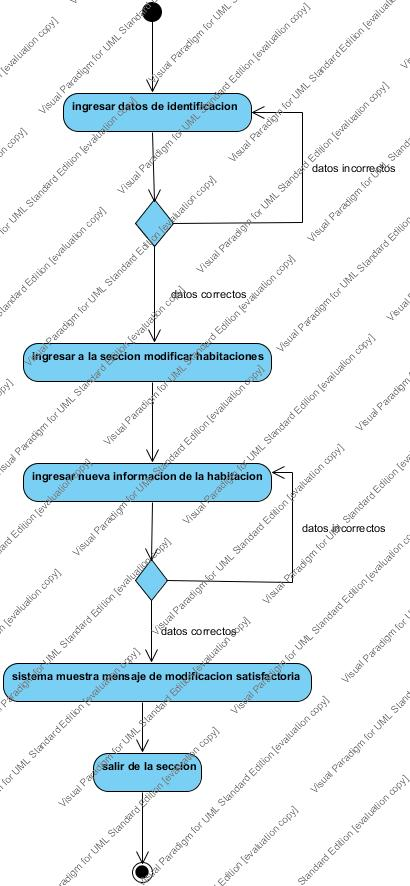 ingresar datos de identificacion
datos incorrectos
datos correctos
ingresar a la seccion modificar habitaciones
ingresar nueva informacion de la habitacion
datos incorrectos
datos correctos
sistema muestra mensaje de modificacion satisfactoria
salir de la seccion
Visual Paradigm for UML Standard Edition [evaluation copy]